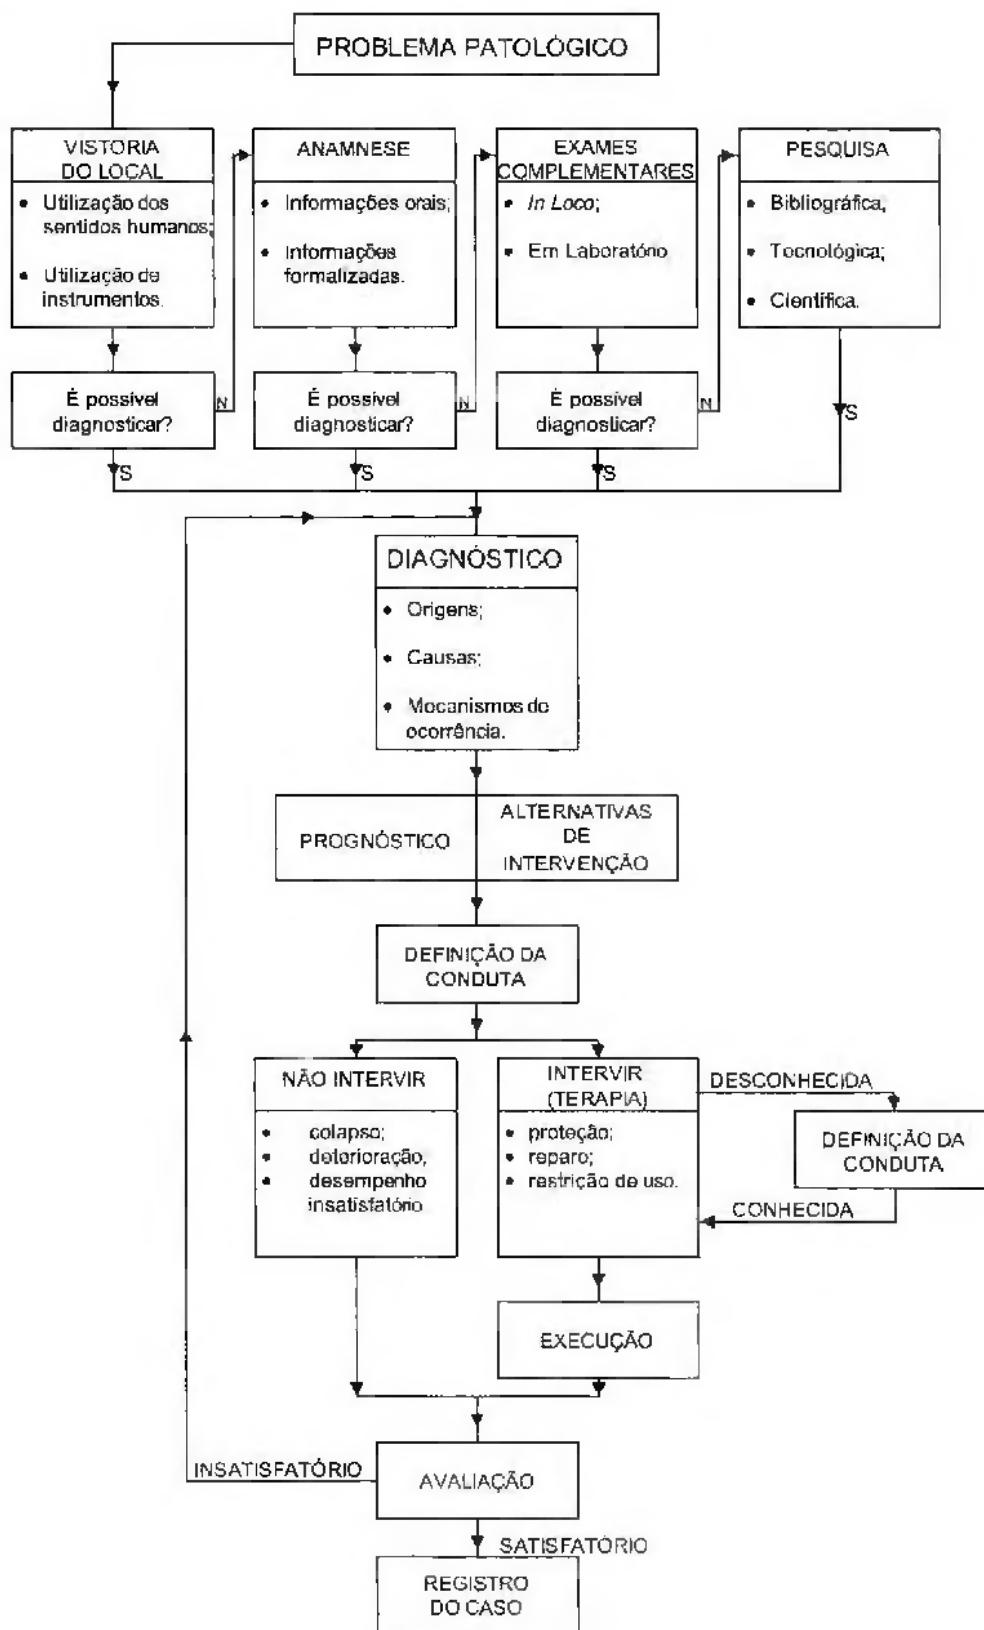 PROBLEMA PATOLÓGICO
VISTORIA
DO LOCAL
• Utilização dos
sentidos humanos;
• Utilização de
instrumentos.
É possível
diagnosticar?
N
S
ANAMNESE
• Informações orais;
• Informações
formalizadas.
É possível
diagnosticar?
N
S
EXAMES
COMPLEMENTARES
• In Loco;
• Em Laboratório
É possível
diagnosticar?
N
S
PESQUISA
• Bibliográfica;
• Tecnológica;
• Científica.
S
DIAGNÓSTICO
• Origens;
• Causas;
• Mecanismos de
ocorrência.
PROGNÓSTICO
ALTERNATIVAS
DE
INTERVENÇÃO
DEFINIÇÃO DA
CONDUTA
NÃO INTERVIR
• colapso;
• deterioração;
• desempenho
insatisfatório
INTERVIR
(TERAPIA)
• proteção;
• reparo;
• restrição de uso.
DESCONHECIDA
DEFINIÇÃO DA
CONDUTA
CONHECIDA
EXECUÇÃO
INSATISFATÓRIO
AVALIAÇÃO
SATISFATÓRIO
REGISTRO
DO CASO